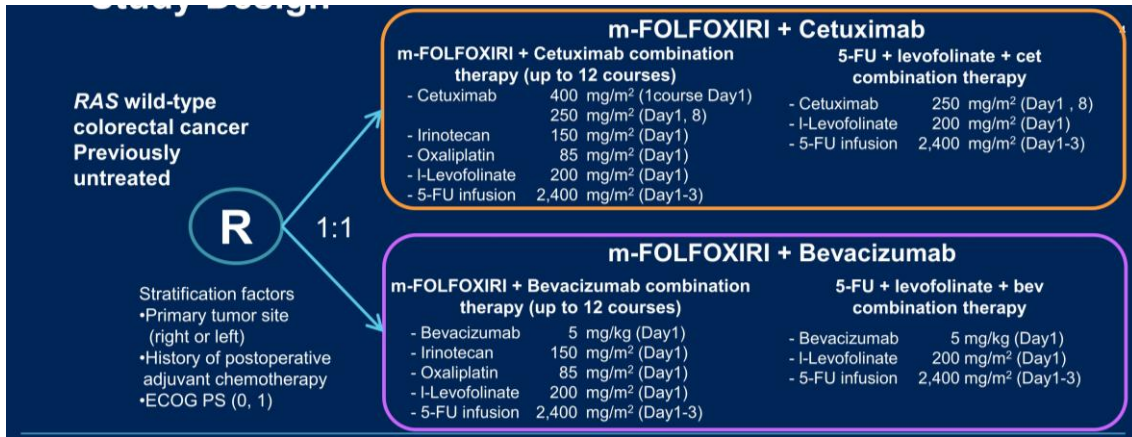 Study Design
m-FOLFOXIRI + Cetuximab
4
m-FOLFOXIRI + Cetuximab combination
therapy (up to 12 courses)
- Cetuximab 400 mg/m² (1course Day1)
250 mg/m² (Day1, 8)
- Irinotecan 150 mg/m² (Day1)
- Oxaliplatin 85 mg/m² (Day1)
- l-Levofolinate 200 mg/m² (Day1)
- 5-FU infusion 2,400 mg/m² (Day1-3)
5-FU + levofolinate + cet
combination therapy
- Cetuximab 250 mg/m² (Day1 , 8)
- l-Levofolinate 200 mg/m² (Day1)
- 5-FU infusion 2,400 mg/m² (Day1-3)
RAS wild-type
colorectal cancer
Previously
untreated
R
1:1
Stratification factors
•Primary tumor site
(right or left)
•History of postoperative
adjuvant chemotherapy
•ECOG PS (0, 1)
m-FOLFOXIRI + Bevacizumab
m-FOLFOXIRI + Bevacizumab combination
therapy (up to 12 courses)
- Bevacizumab 5 mg/kg (Day1)
- Irinotecan 150 mg/m² (Day1)
- Oxaliplatin 85 mg/m² (Day1)
- l-Levofolinate 200 mg/m² (Day1)
- 5-FU infusion 2,400 mg/m² (Day1-3)
5-FU + levofolinate + bev
combination therapy
- Bevacizumab 5 mg/kg (Day1)
- l-Levofolinate 200 mg/m² (Day1)
- 5-FU infusion 2,400 mg/m² (Day1-3)